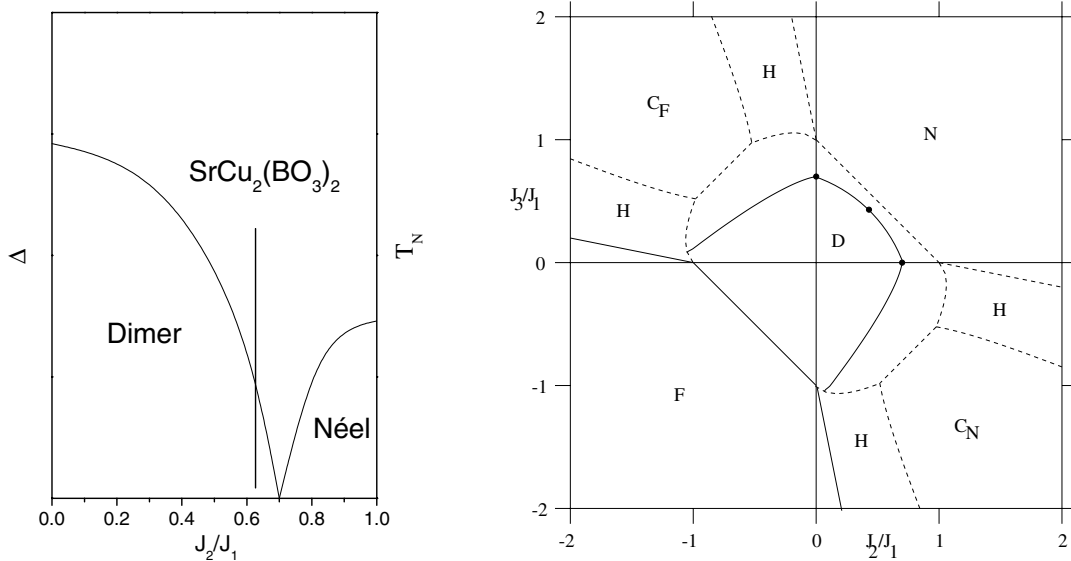 SrCu₂(BO₃)₂
Δ
T_N
Dimer
Néel
0.0 0.2 0.4 0.6 0.8 1.0
J₂/J₁
2
1
0
-1
-2
J₃/J₁
H
C_F
N
H
D
H
F
C_N
H
-2 -1 0 1 2
J₂/J₁